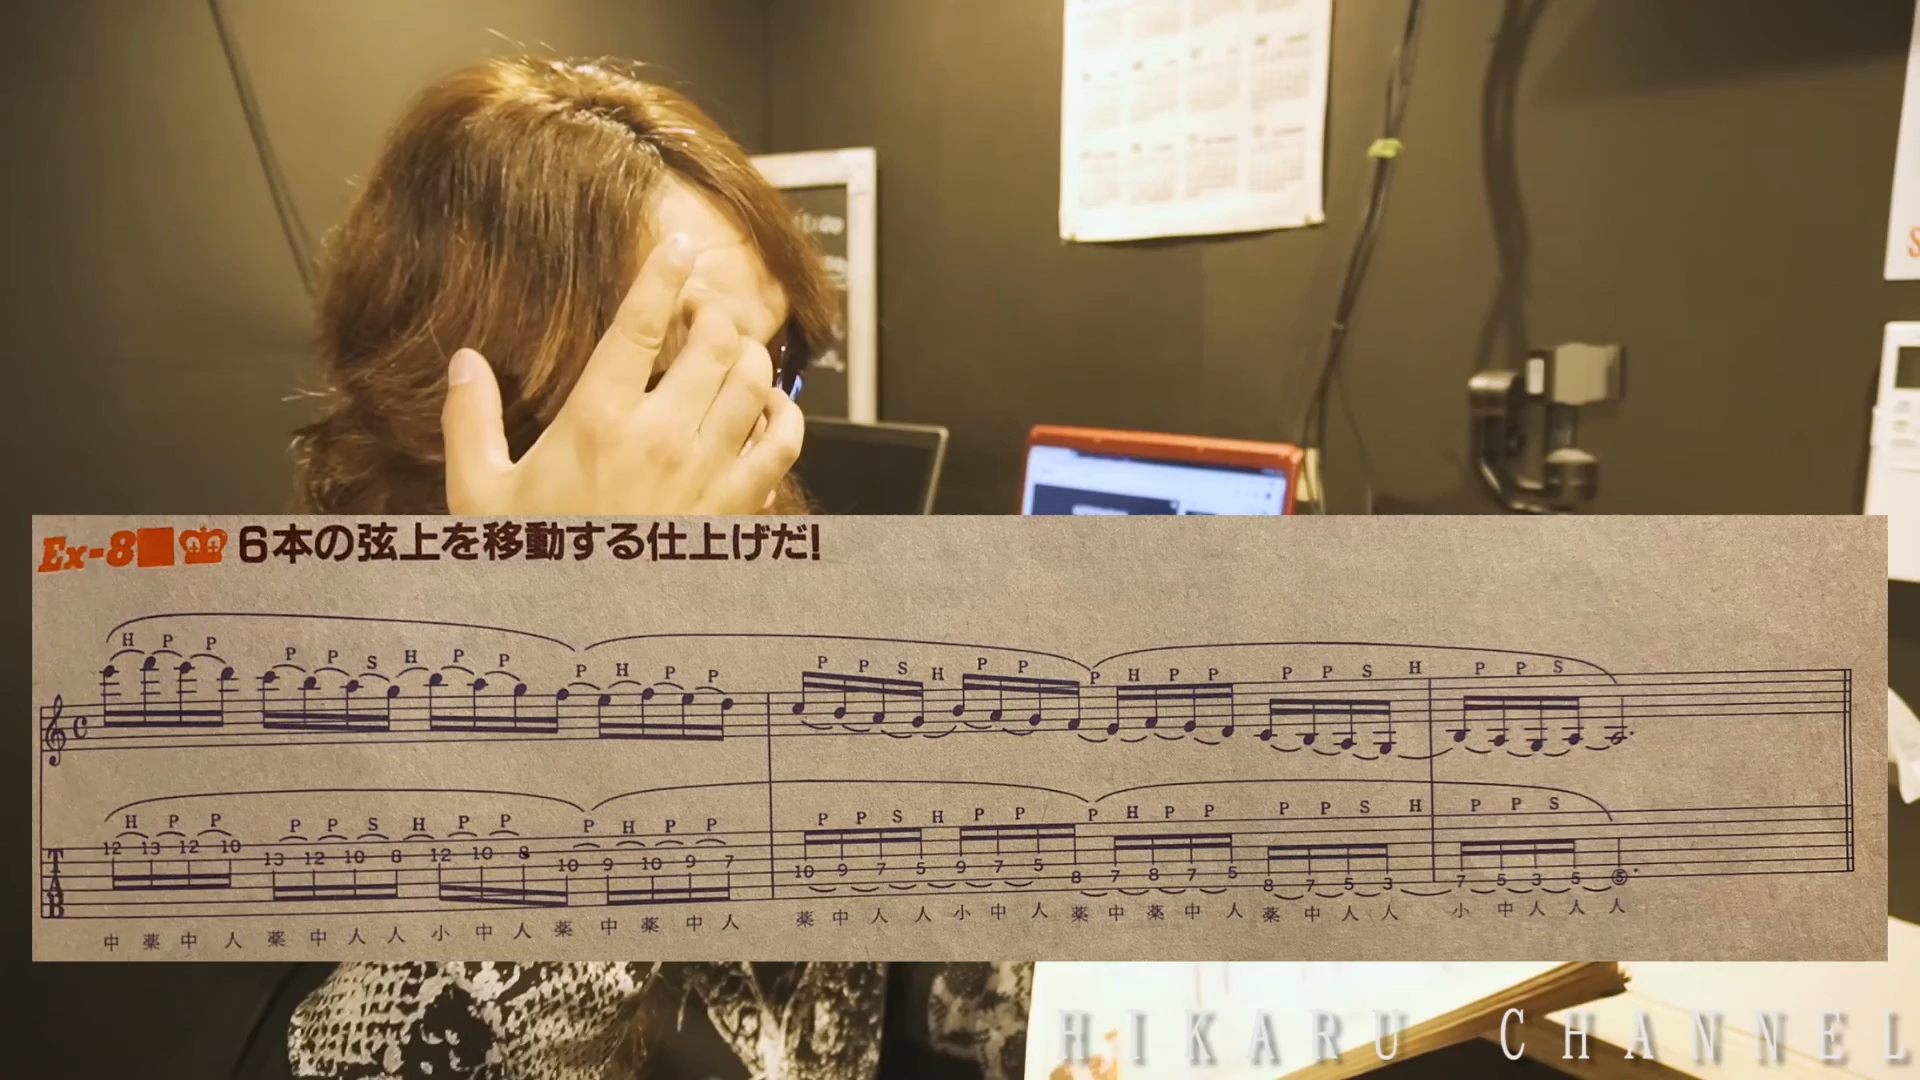 Ex-8 6本の弦上を移動する仕上げだ!
H P P P P S H P P P H P P P P S H P P P H P P P P S H P P S
C
H P P P P S H P P P H P P P P S H P P P H P P P P S H P P S
TAB
12 13 12 10 13 12 10 8 12 10 8 10 9 10 9 7 10 9 7 5 9 7 5 8 7 8 7 5 8 7 5 3 7 5 3 5 5
中 薬 中 人 薬 中 人 人 小 中 人 薬 中 薬 中 人 薬 中 人 人 小 中 人 薬 中 薬 中 人 薬 中 人 人 小 中 人 人 人
HIKARU CHANNEL